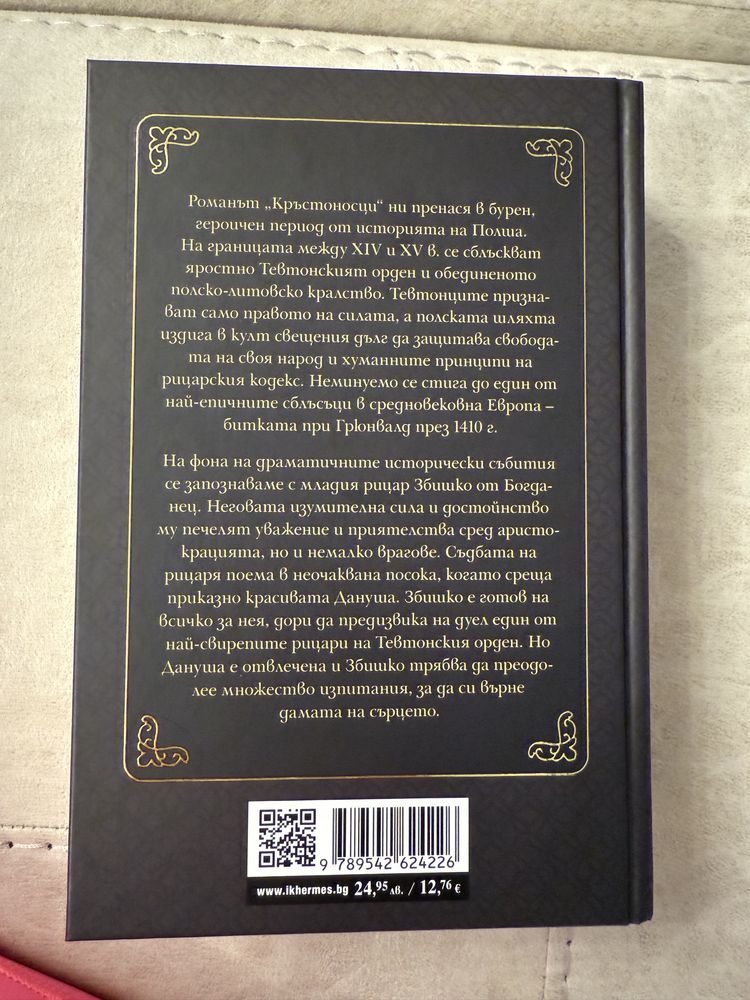 Романът „Кръстоносци“ ни пренася в бурен,
героичен период от историята на Полша.
На границата между XIV и XV в. се сблъскват
яростно Тевтонският орден и обединеното
полско-литовско кралство. Тевтонците призна-
ват само правото на силата, а полската шляхта
издига в култ свещения дълг да защитава свобода-
та на своя народ и хуманните принципи на
рицарския кодекс. Неминуемо се стига до един от
най-епичните сблъсъци в средновековна Европа –
битката при Грюнвалд през 1410 г.
На фона на драматичните исторически събития
се запознаваме с младия рицар Збишко от Богда-
нец. Неговата изумителна сила и достойнство
му печелят уважение и приятелства сред аристо-
крацията, но и немалко врагове. Съдбата на
рицаря поема в неочаквана посока, когато среща
приказно красивата Дануша. Збишко е готов на
всичко за нея, дори да предизвика на дуел един от
най-свирепите рицари на Тевтонския орден. Но
Дануша е отвлечена и Збишко трябва да преодо-
лее множество изпитания, за да си върне
дамата на сърцето.
9 789542 624226
www.ikhermes.bg 24,95 лв. / 12,76 €